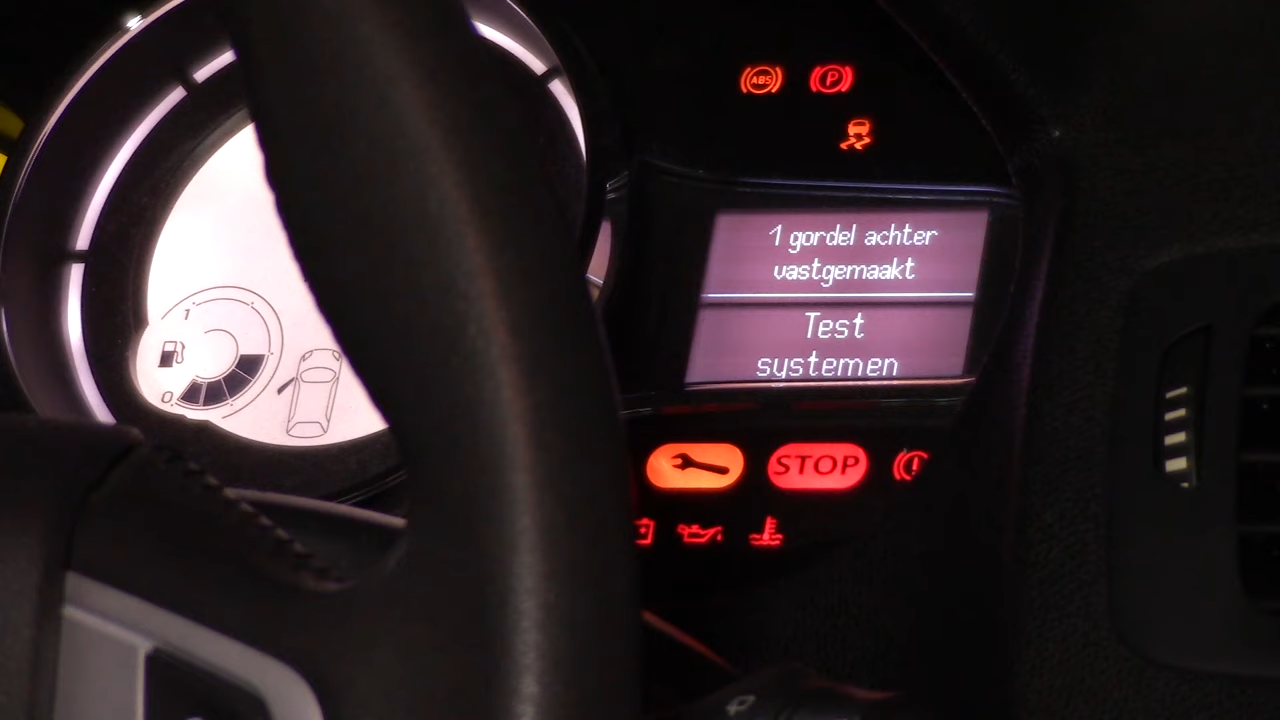 ABS
P
1 gordel achter
vastgemaakt
Test
systemen
STOP
1
0